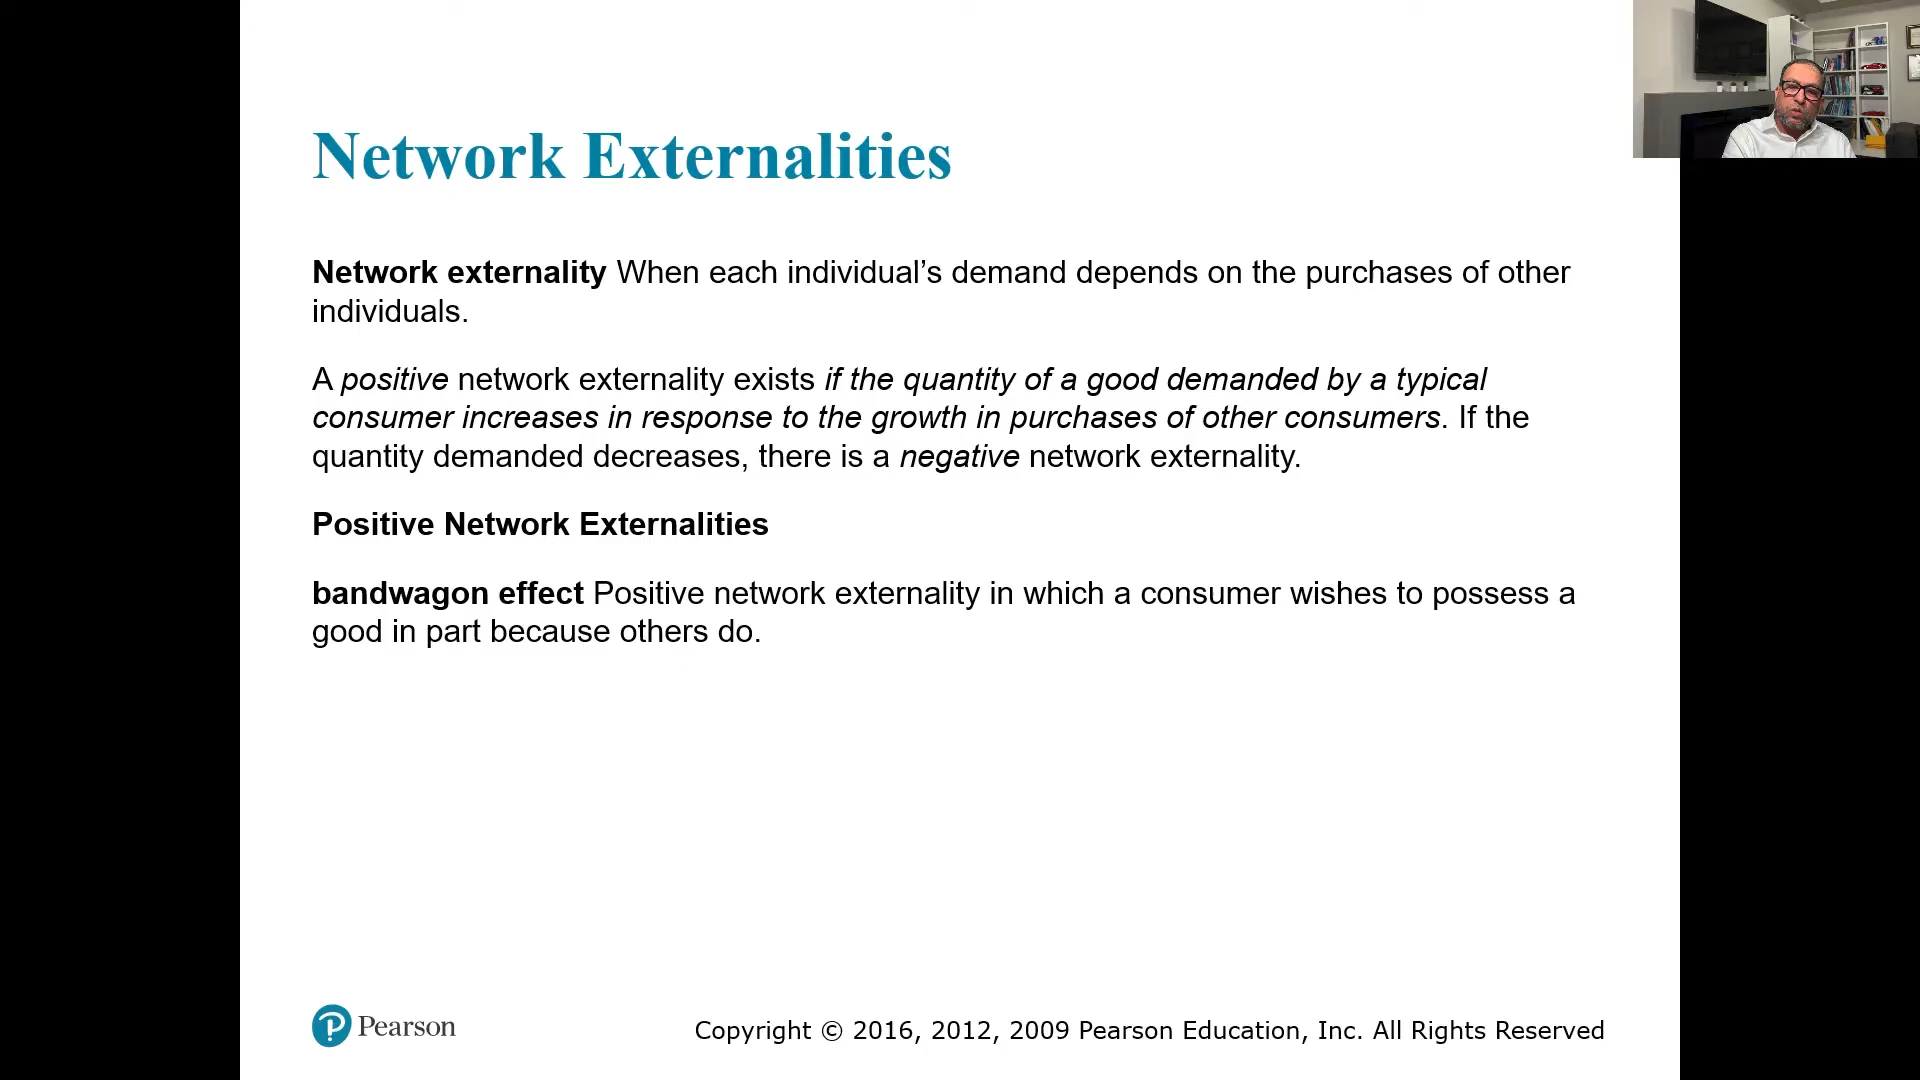 Network Externalities
Network externality When each individual’s demand depends on the purchases of other
individuals.
A positive network externality exists if the quantity of a good demanded by a typical
consumer increases in response to the growth in purchases of other consumers. If the
quantity demanded decreases, there is a negative network externality.
Positive Network Externalities
bandwagon effect Positive network externality in which a consumer wishes to possess a
good in part because others do.
Pearson
Copyright © 2016, 2012, 2009 Pearson Education, Inc. All Rights Reserved